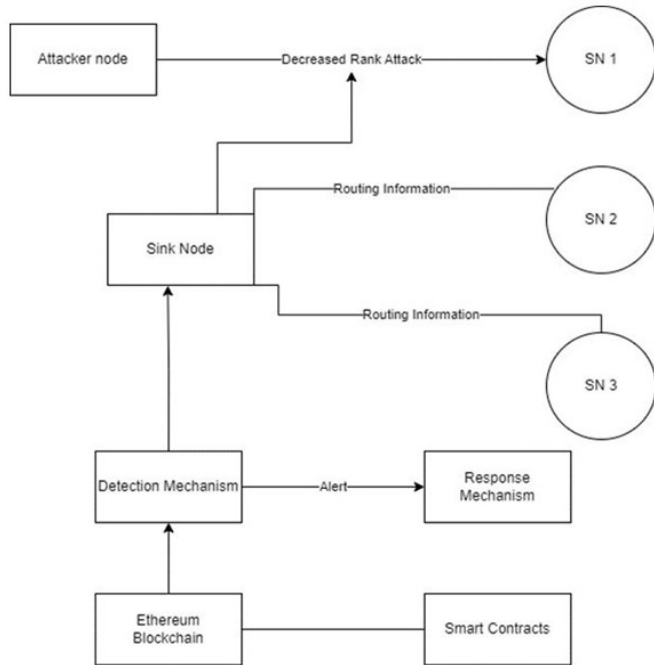 Attacker node
Decreased Rank Attack
SN 1
Routing Information
SN 2
Sink Node
Routing Information
SN 3
Detection Mechanism
Alert
Response
Mechanism
Ethereum
Blockchain
Smart Contracts